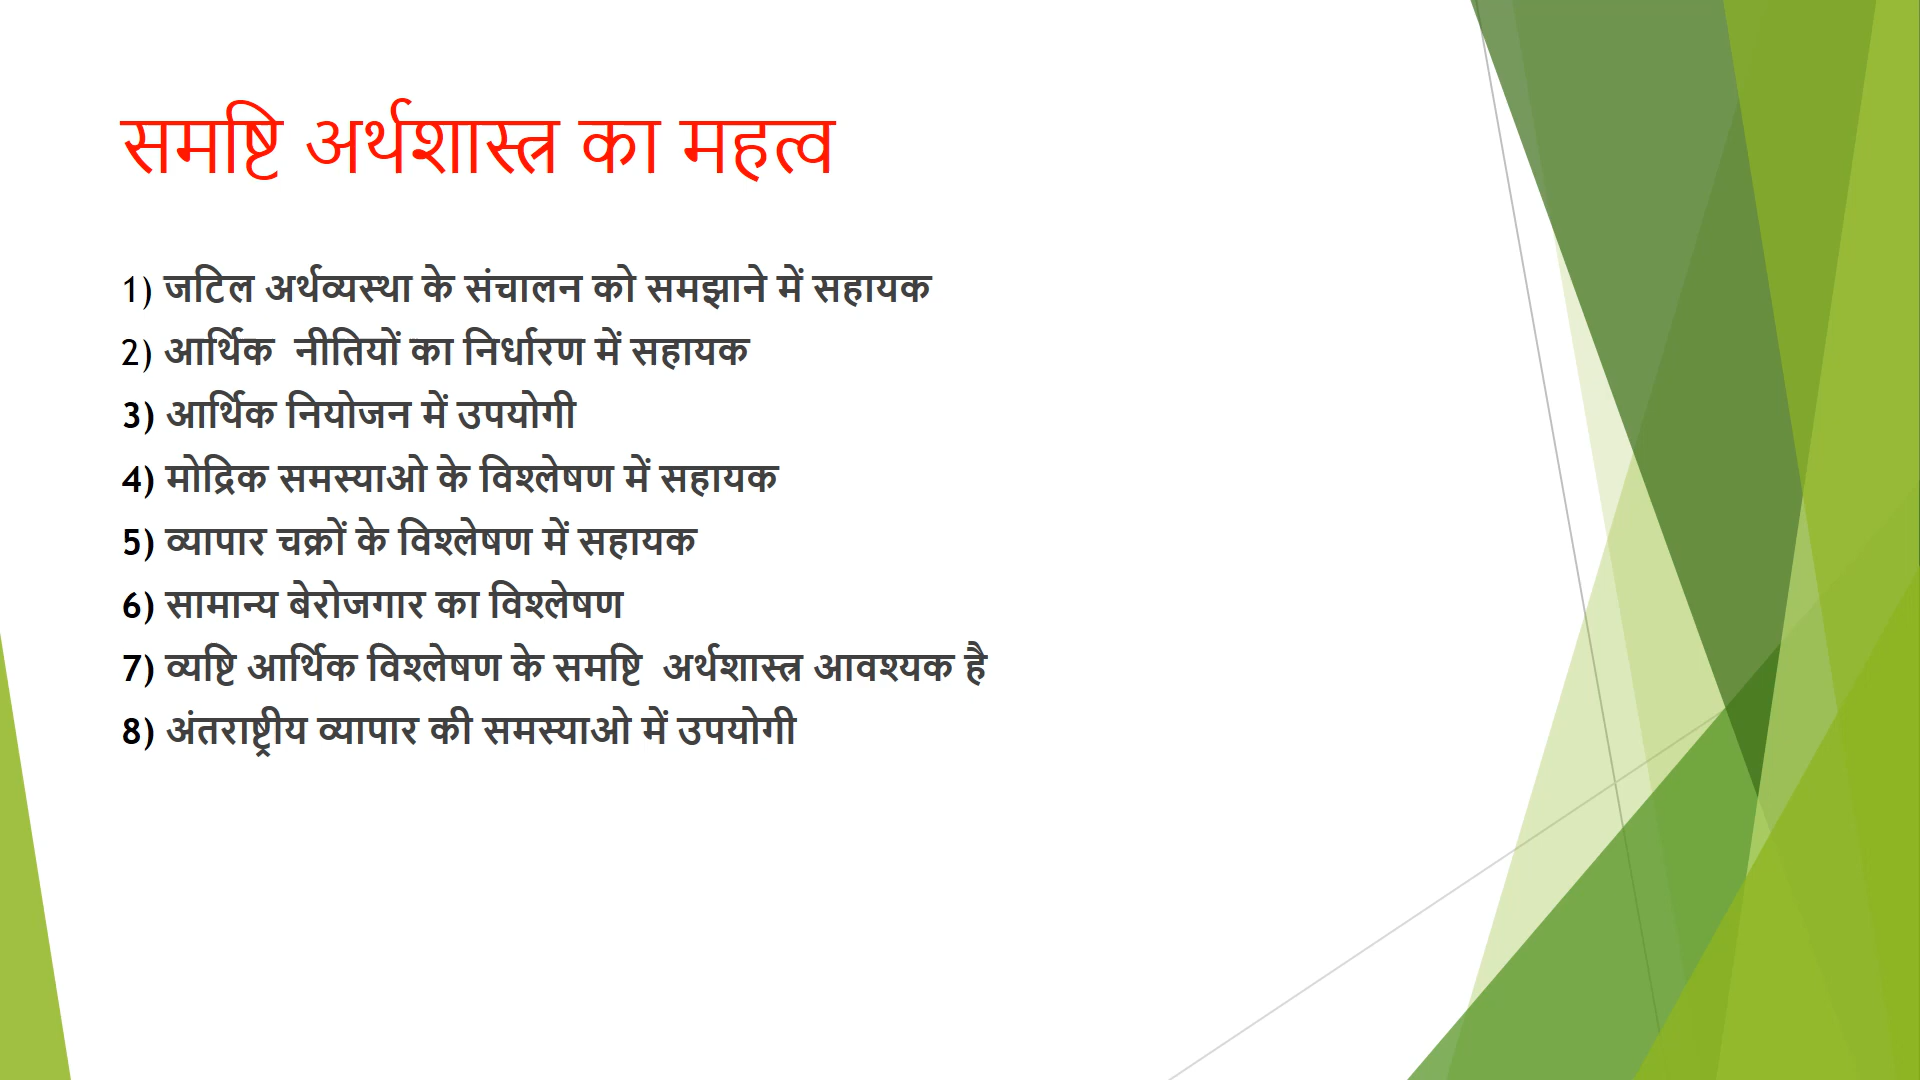 समष्टि अर्थशास्त्र का महत्व
1) जटिल अर्थव्यस्था के संचालन को समझाने में सहायक
2) आर्थिक  नीतियों का निर्धारण में सहायक
3) आर्थिक नियोजन में उपयोगी
4) मोद्रिक समस्याओ के विश्लेषण में सहायक
5) व्यापार चक्रों के विश्लेषण में सहायक
6) सामान्य बेरोजगार का विश्लेषण
7) व्यष्टि आर्थिक विश्लेषण के समष्टि  अर्थशास्त्र आवश्यक है
8) अंतराष्ट्रीय व्यापार की समस्याओ में उपयोगी